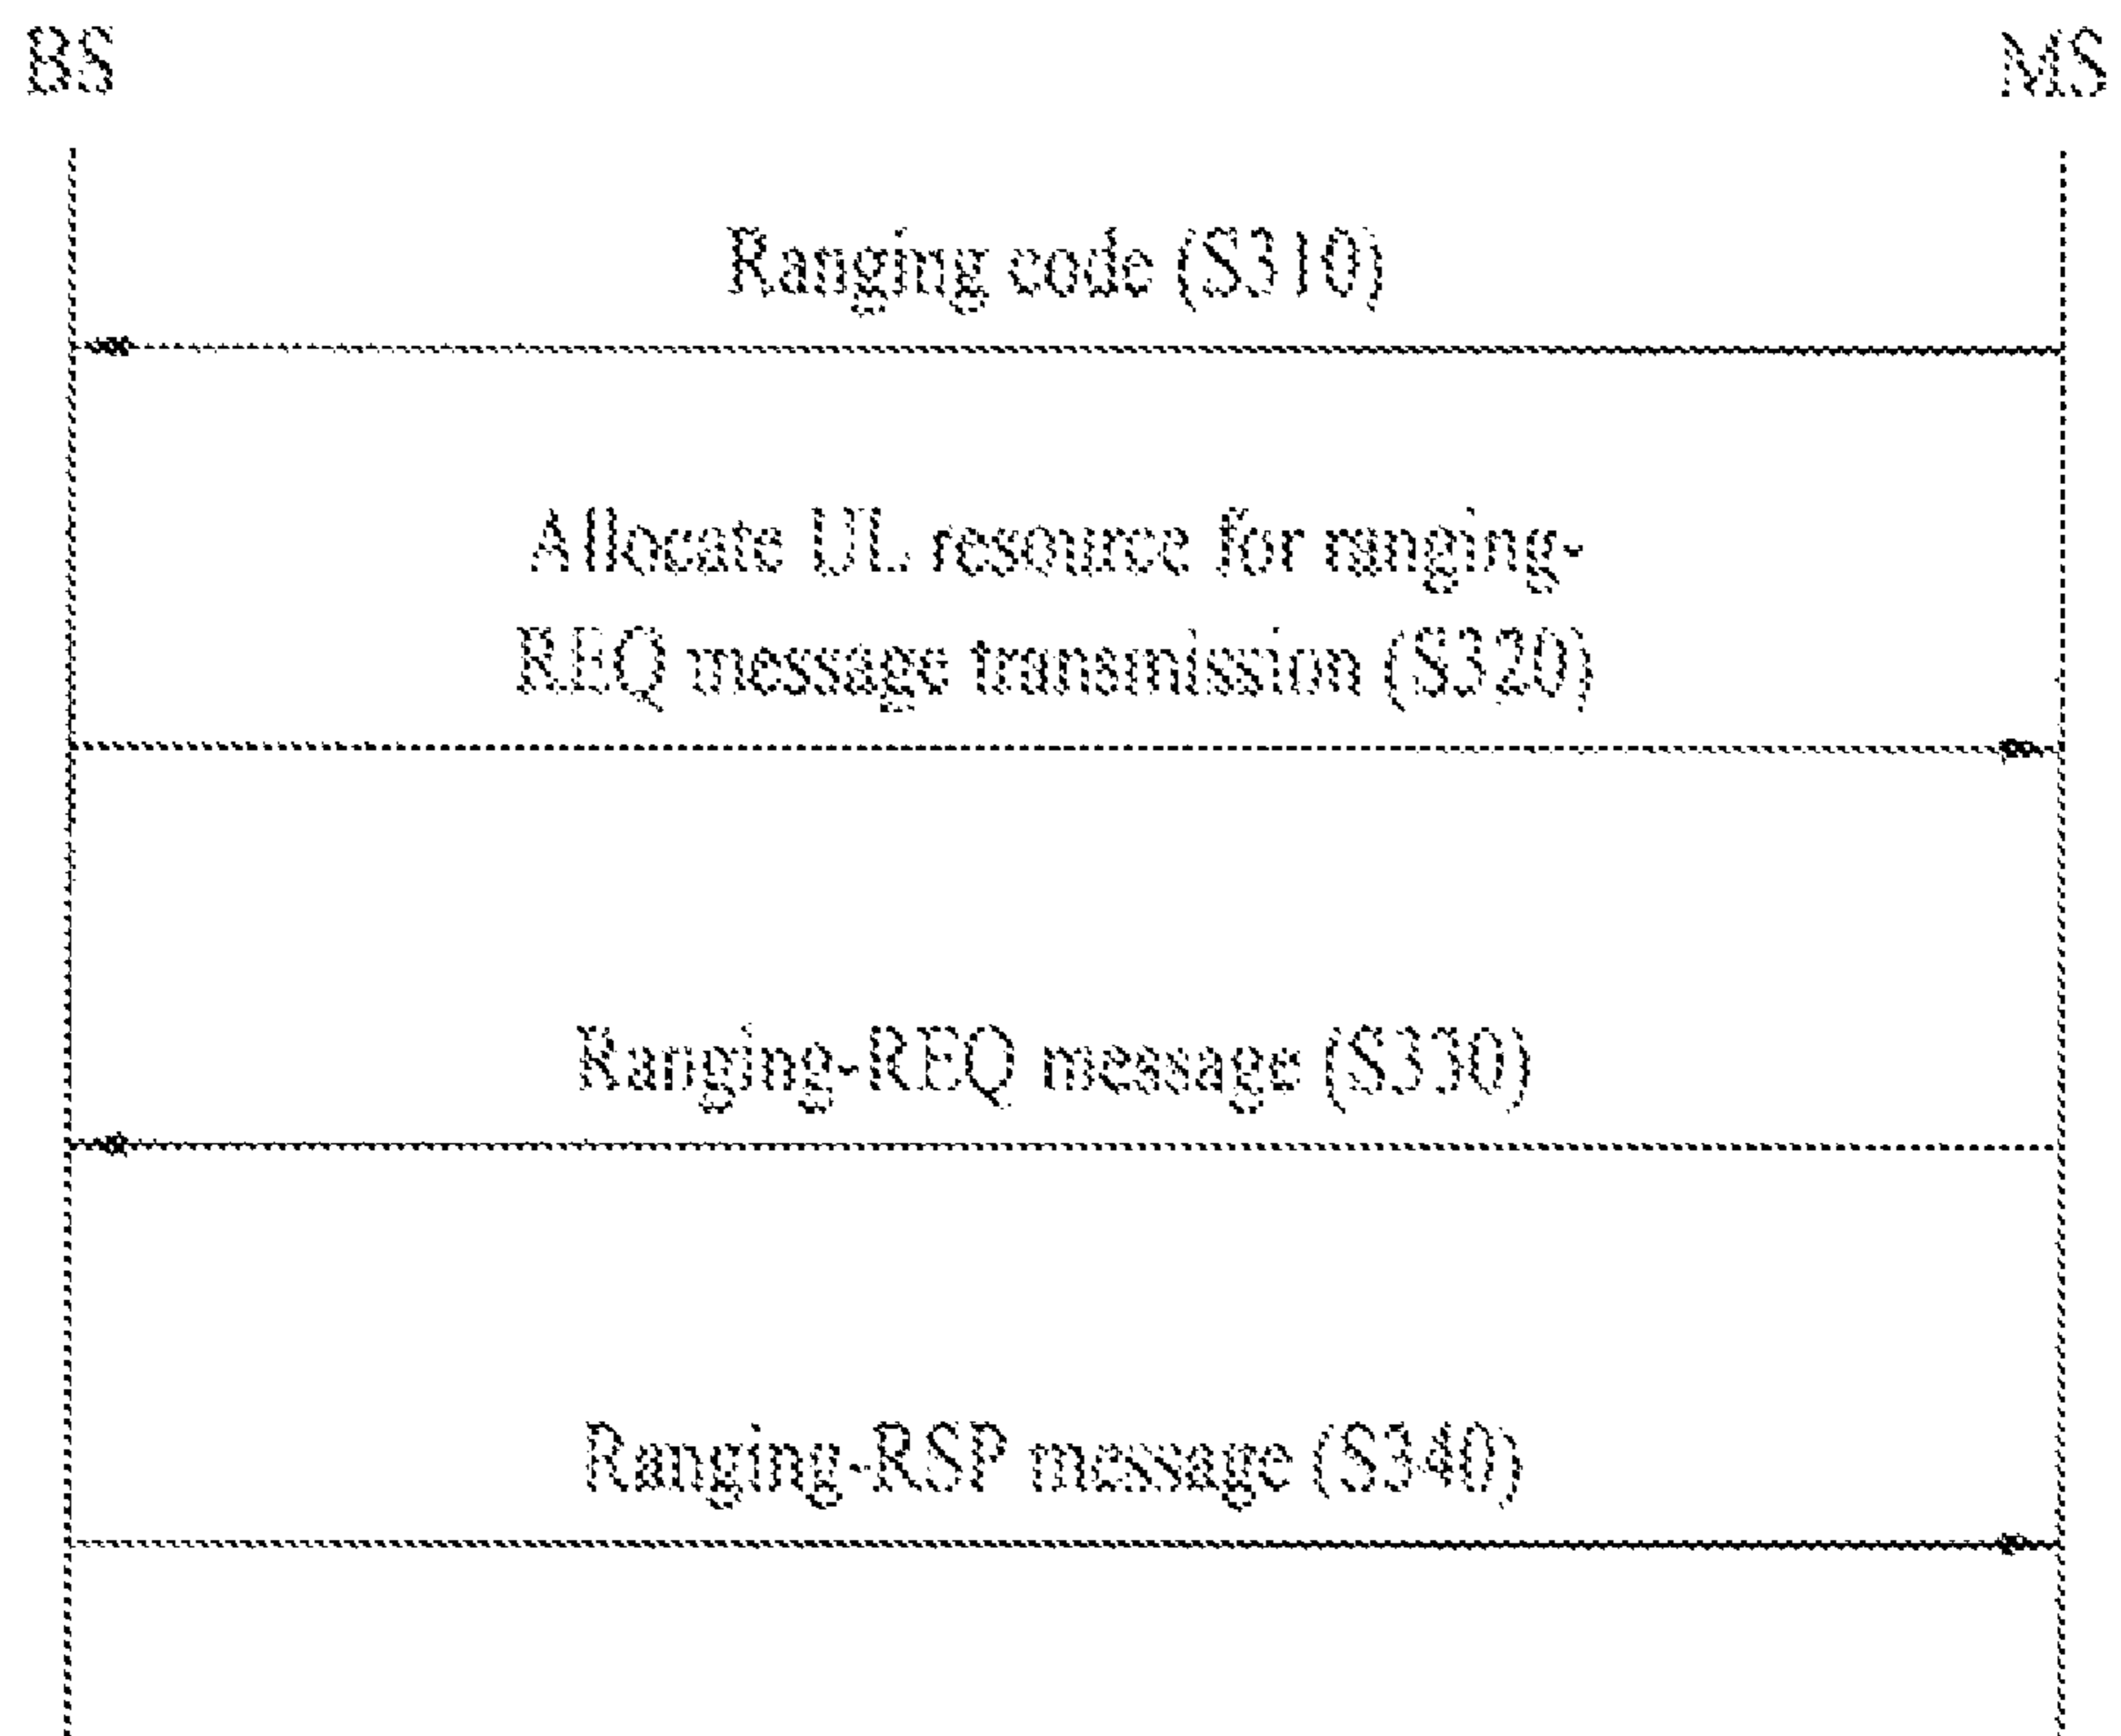 BS
MS
Ranging code (S310)
Allocate UL resource for ranging-
REQ message transmission (S320)
Ranging-REQ message (S330)
Ranging-RSP message (S340)